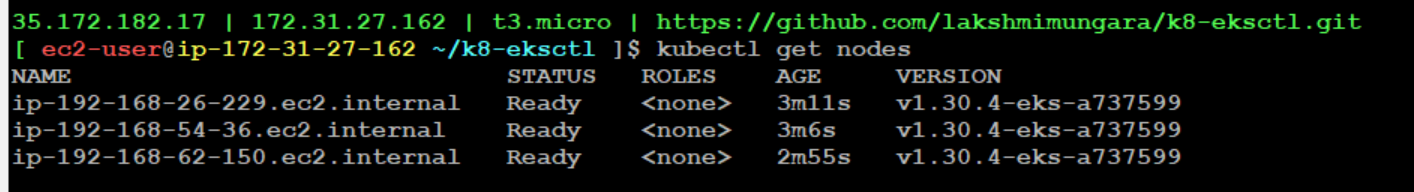 35.172.182.17 | 172.31.27.162 | t3.micro | https://github.com/lakshmimungara/k8-eksctl.git
[ ec2-user@ip-172-31-27-162 ~/k8-eksctl ]$ kubectl get nodes
NAME STATUS ROLES AGE VERSION
ip-192-168-26-229.ec2.internal Ready <none> 3m11s v1.30.4-eks-a737599
ip-192-168-54-36.ec2.internal Ready <none> 3m6s v1.30.4-eks-a737599
ip-192-168-62-150.ec2.internal Ready <none> 2m55s v1.30.4-eks-a737599